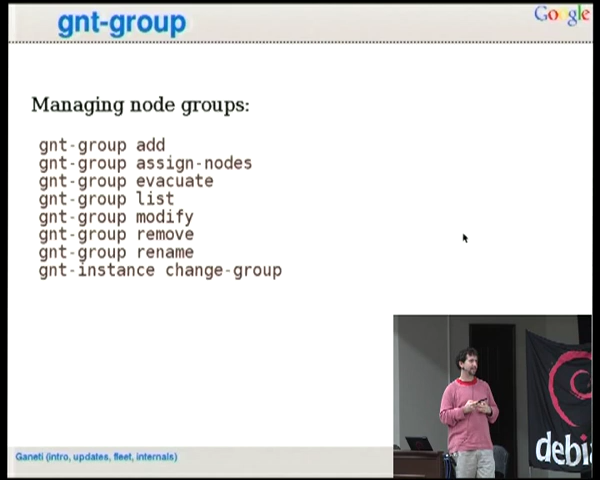 gnt-group
Google
Managing node groups:
gnt-group add
gnt-group assign-nodes
gnt-group evacuate
gnt-group list
gnt-group modify
gnt-group remove
gnt-group rename
gnt-instance change-group
Ganeti (intro, updates, fleet, internals)
debi